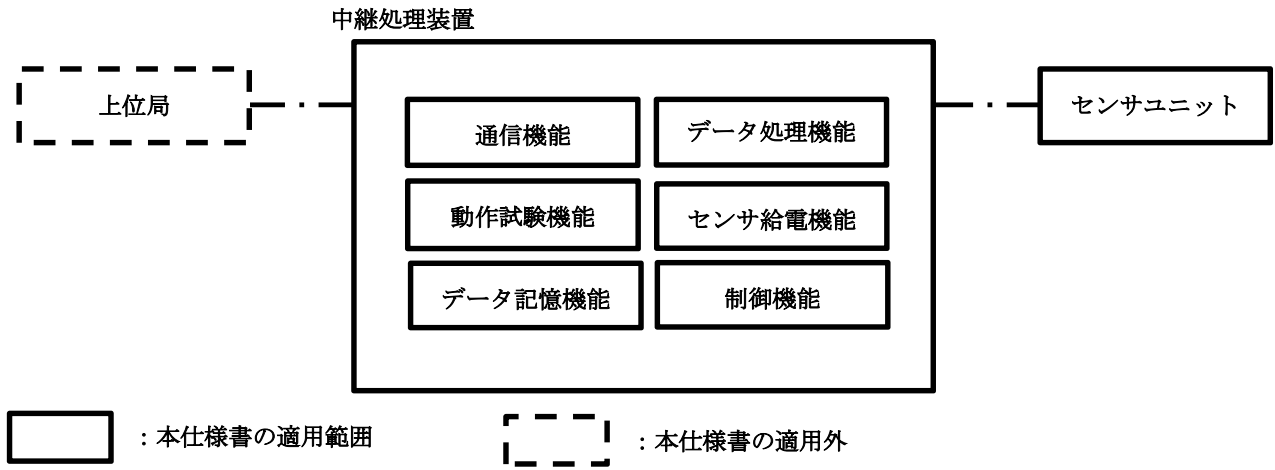 中継処理装置
上位局
センサユニット
通信機能
データ処理機能
動作試験機能
センサ給電機能
データ記憶機能
制御機能
：本仕様書の適用範囲
：本仕様書の適用外